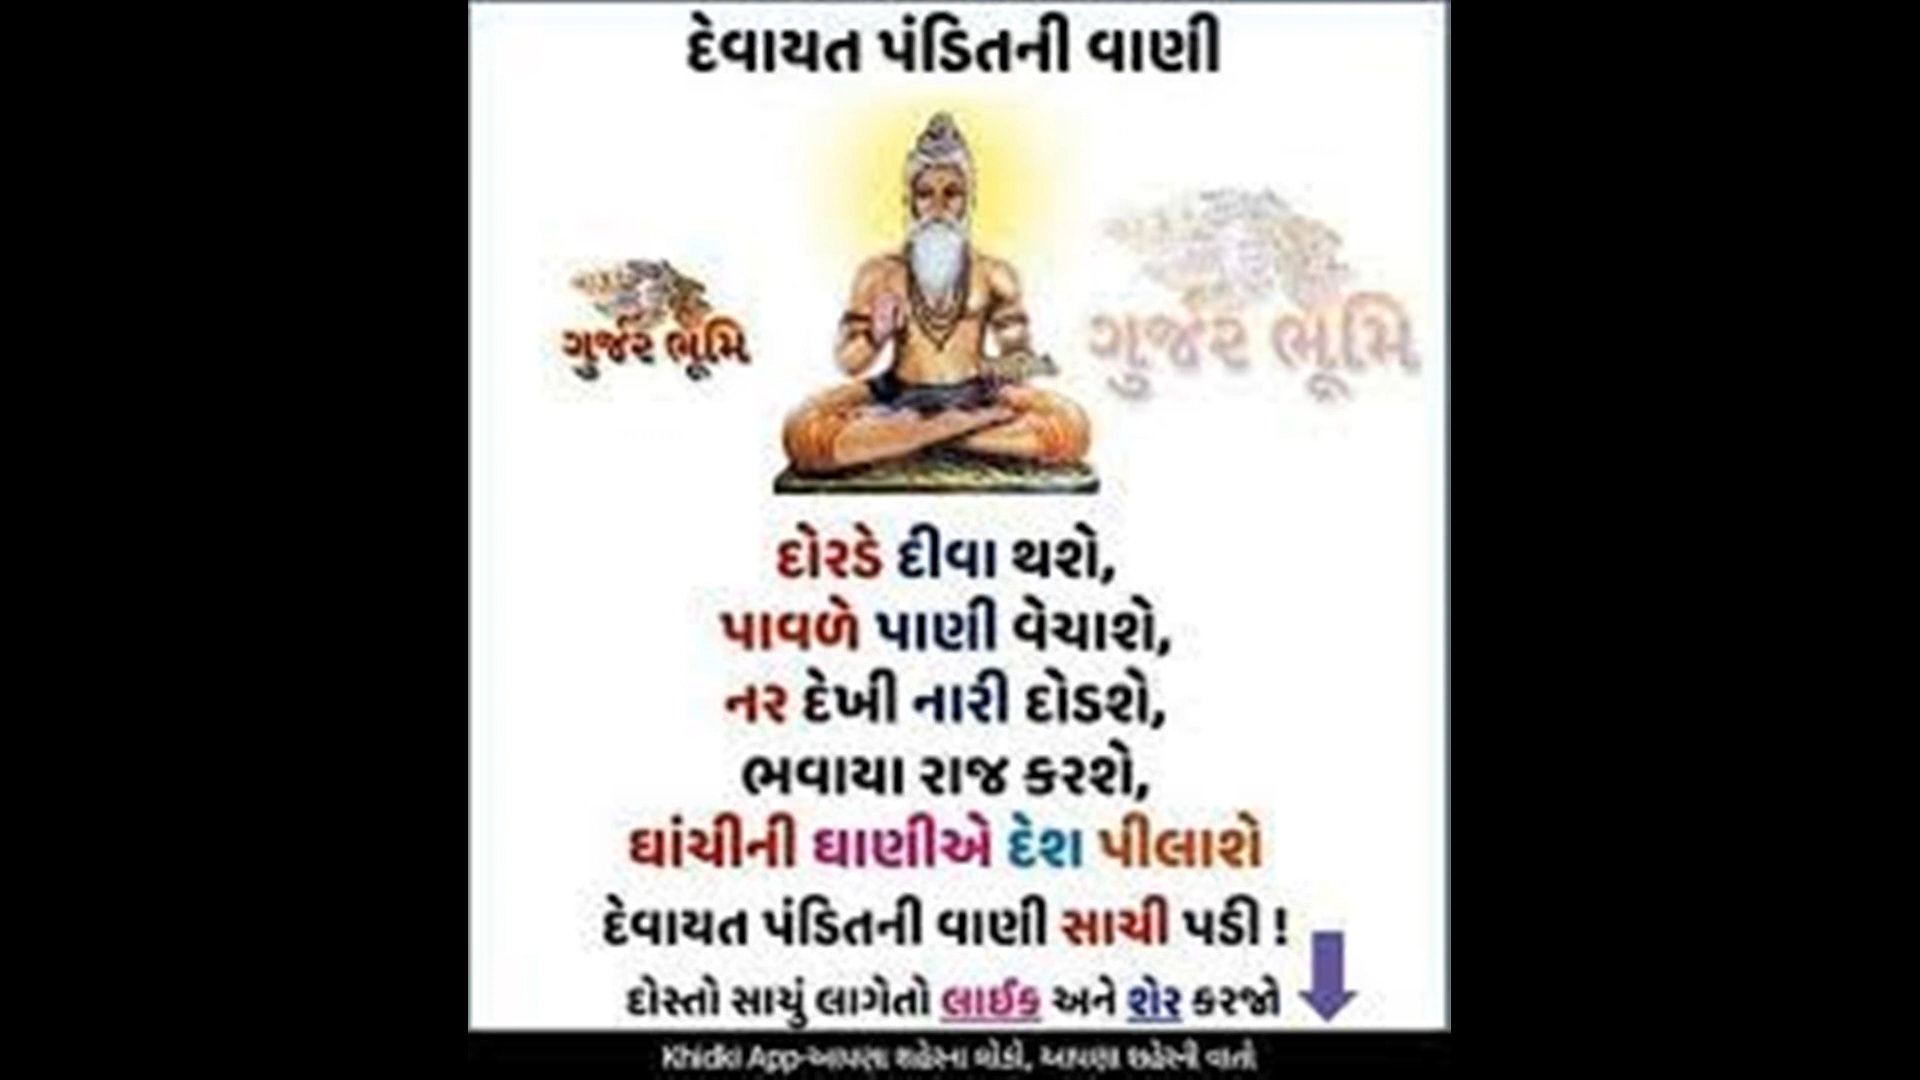 દેવાયત પંડિતની વાણી
ગુર્જર ભૂમિ
ગુર્જર ભૂમિ
દોરડે દીવા થશે,
પાવળે પાણી વેચાશે,
નર દેખી નારી દોડશે,
ભવાયા રાજ કરશે,
ઘાંચીની ઘાણીએ દેશ પીલાશે
દેવાયત પંડિતની વાણી સાચી પડી !
દોસ્તો સાચું લાગેતો લાઈક અને શેર કરજો
Khidki App-આપણા શહેરના લોકો, આપણા શહેરની વાતો